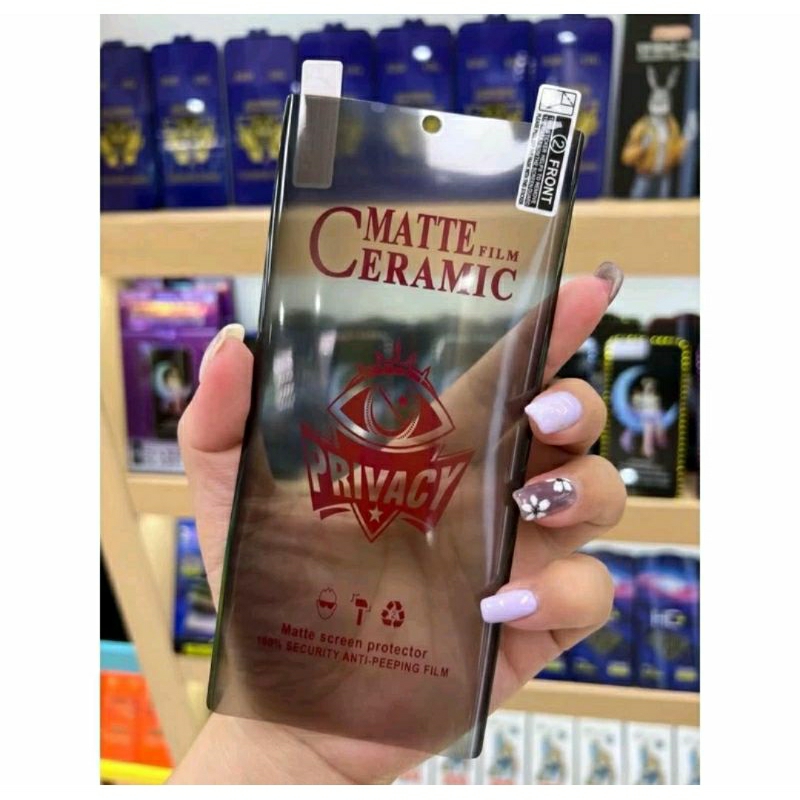 ② FRONT
MATTE FILM
CERAMIC
PRIVACY
Matte screen protector
100% SECURITY ANTI-PEEPING FILM